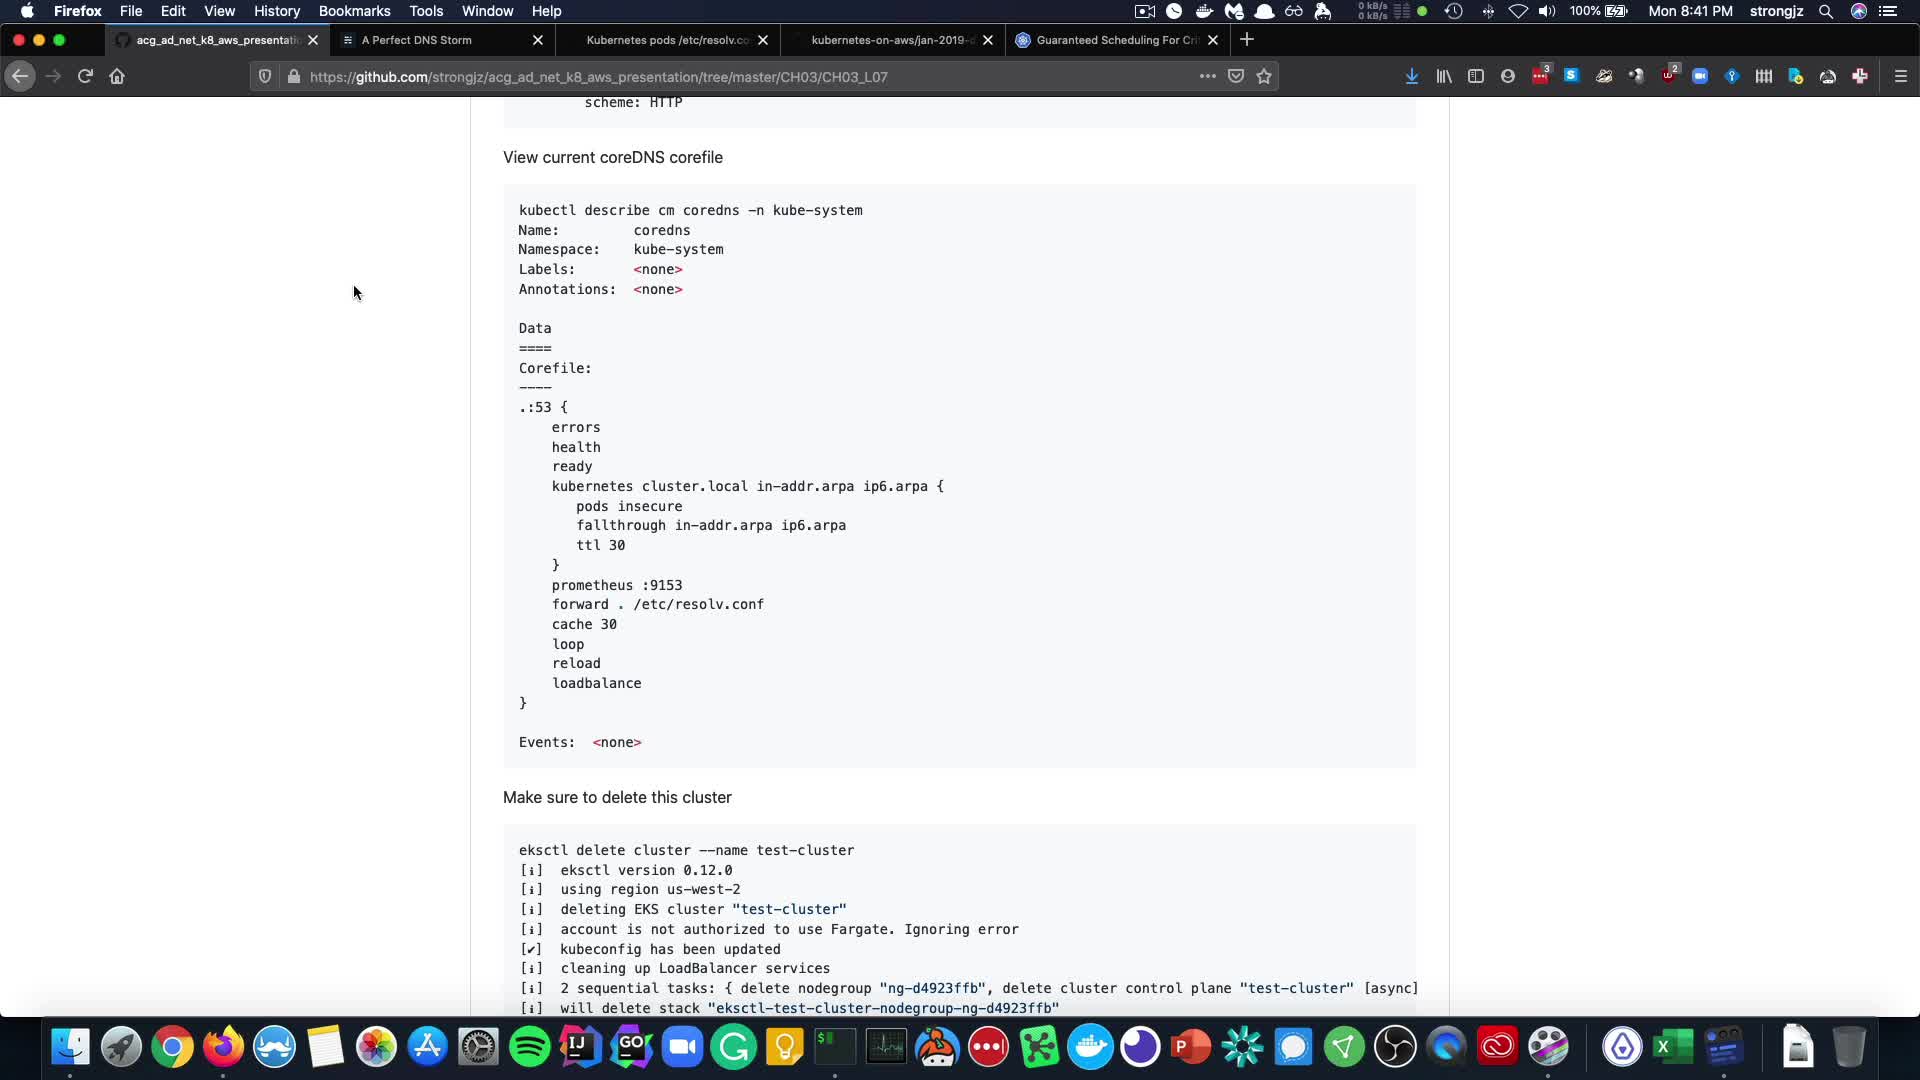 Firefox File Edit View History Bookmarks Tools Window Help
0 kB/s
0 kB/s
100%
Mon 8:41 PM
strongjz
acg_ad_net_k8_aws_presentatio
A Perfect DNS Storm
Kubernetes pods /etc/resolv.co
kubernetes-on-aws/jan-2019-d
Guaranteed Scheduling For Cri
https://github.com/strongjz/acg_ad_net_k8_aws_presentation/tree/master/CH03/CH03_L07
3
2
scheme: HTTP
View current coreDNS corefile
kubectl describe cm coredns -n kube-system
Name: coredns
Namespace: kube-system
Labels: <none>
Annotations: <none>
Data
====
Corefile:
----
.:53 {
errors
health
ready
kubernetes cluster.local in-addr.arpa ip6.arpa {
pods insecure
fallthrough in-addr.arpa ip6.arpa
ttl 30
}
prometheus :9153
forward . /etc/resolv.conf
cache 30
loop
reload
loadbalance
}
Events: <none>
Make sure to delete this cluster
eksctl delete cluster --name test-cluster
[ℹ] eksctl version 0.12.0
[ℹ] using region us-west-2
[ℹ] deleting EKS cluster "test-cluster"
[ℹ] account is not authorized to use Fargate. Ignoring error
[✔] kubeconfig has been updated
[ℹ] cleaning up LoadBalancer services
[ℹ] 2 sequential tasks: { delete nodegroup "ng-d4923ffb", delete cluster control plane "test-cluster" [async]
[ℹ] will delete stack "eksctl-test-cluster-nodegroup-ng-d4923ffb"